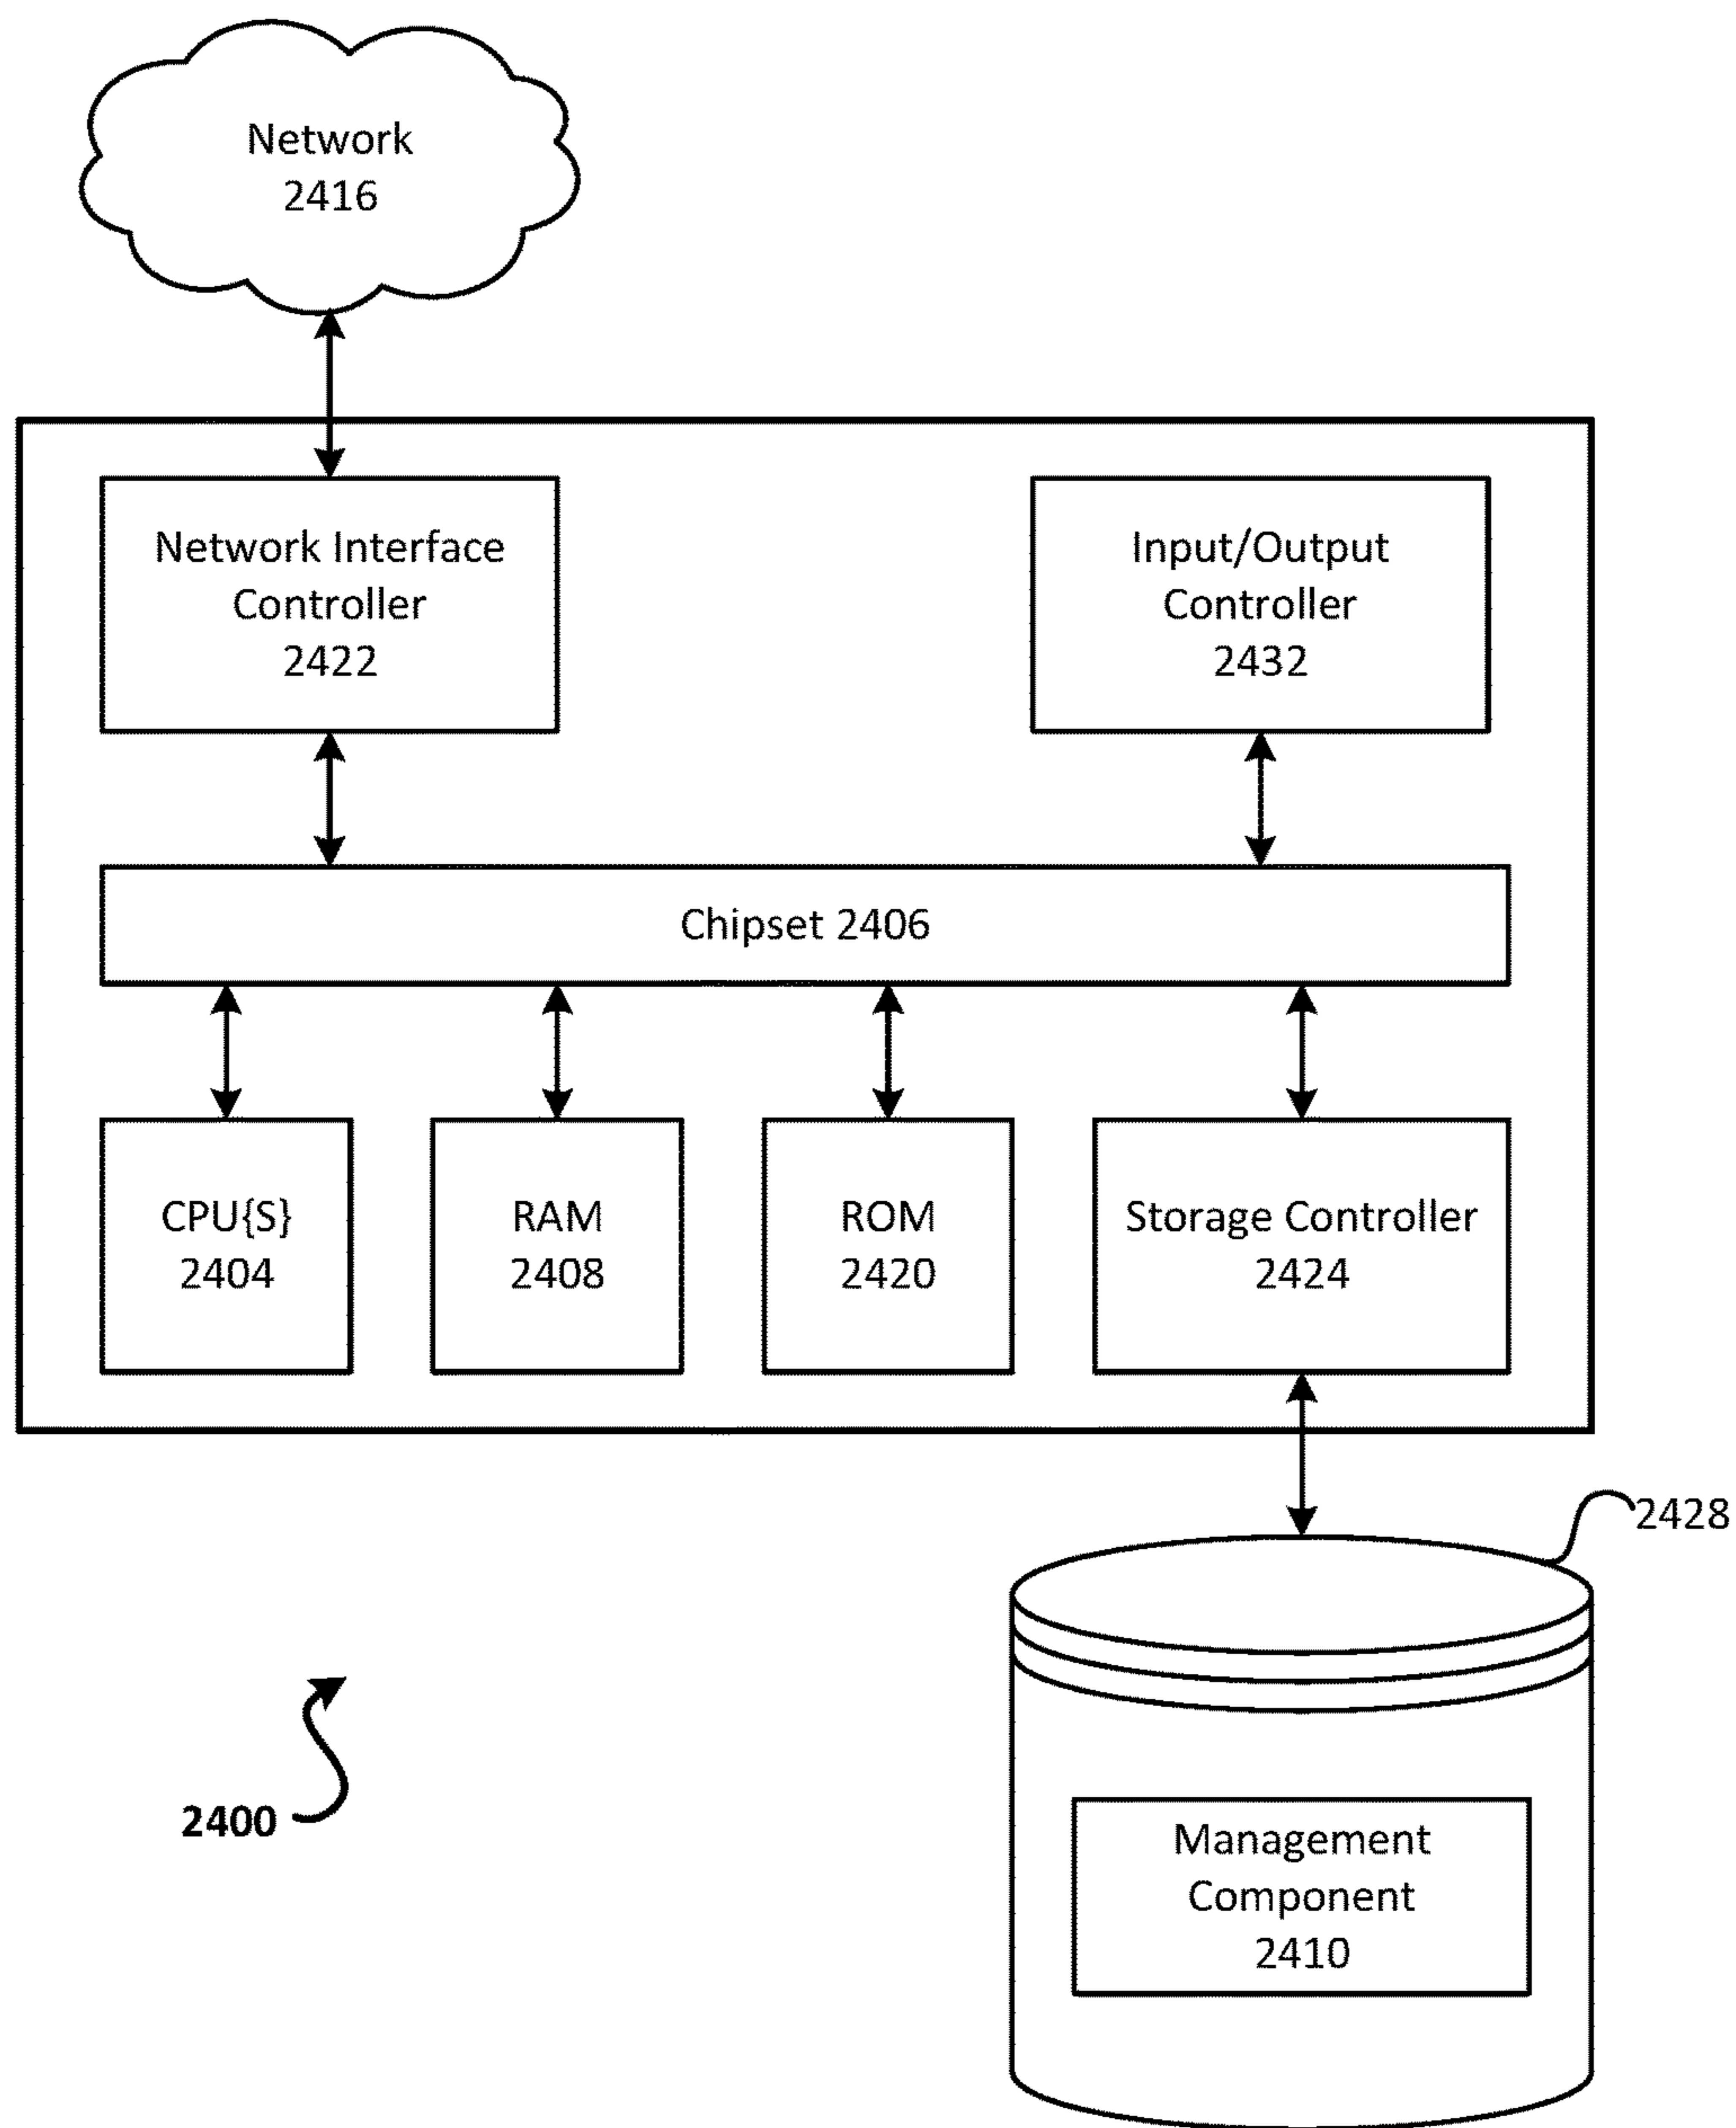 Network
2416
Network Interface
Controller
2422
Input/Output
Controller
2432
Chipset 2406
CPU{S}
2404
RAM
2408
ROM
2420
Storage Controller
2424
2428
2400
Management
Component
2410